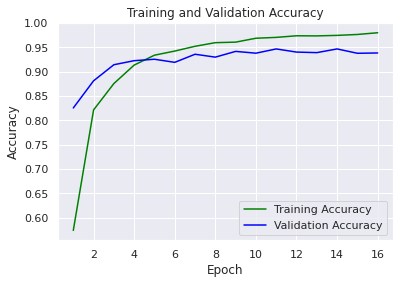 Training and Validation Accuracy
1.00
0.95
0.90
0.85
0.80
0.75
0.70
0.65
0.60
Accuracy
Training Accuracy
Validation Accuracy
2 4 6 8 10 12 14 16
Epoch